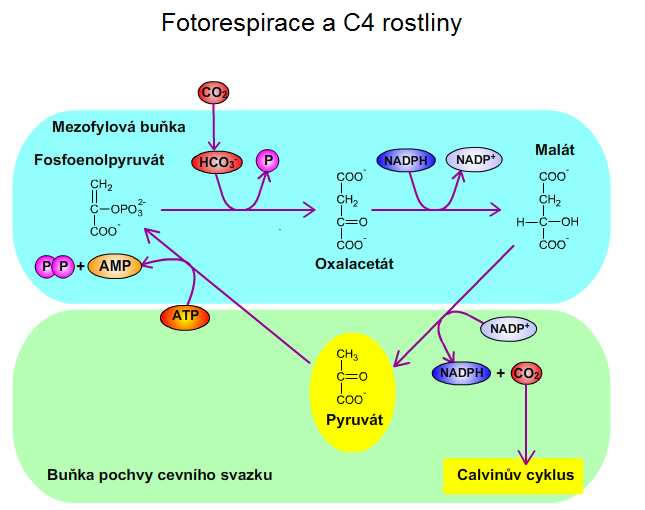 Fotorespirace a C4 rostliny
CO₂
Mezofylová buňka
Fosfoenolpyruvát
HCO₃⁻
P
NADPH
NADP⁺
Malát
CH₂
C—OPO₃²⁻
COO⁻
COO⁻
CH₂
C=O
COO⁻
Oxalacetát
COO⁻
CH₂
H—C—OH
COO⁻
P P + AMP
ATP
NADP⁺
CH₃
C=O
COO⁻
Pyruvát
NADPH + CO₂
Buňka pochvy cevního svazku
Calvinův cyklus